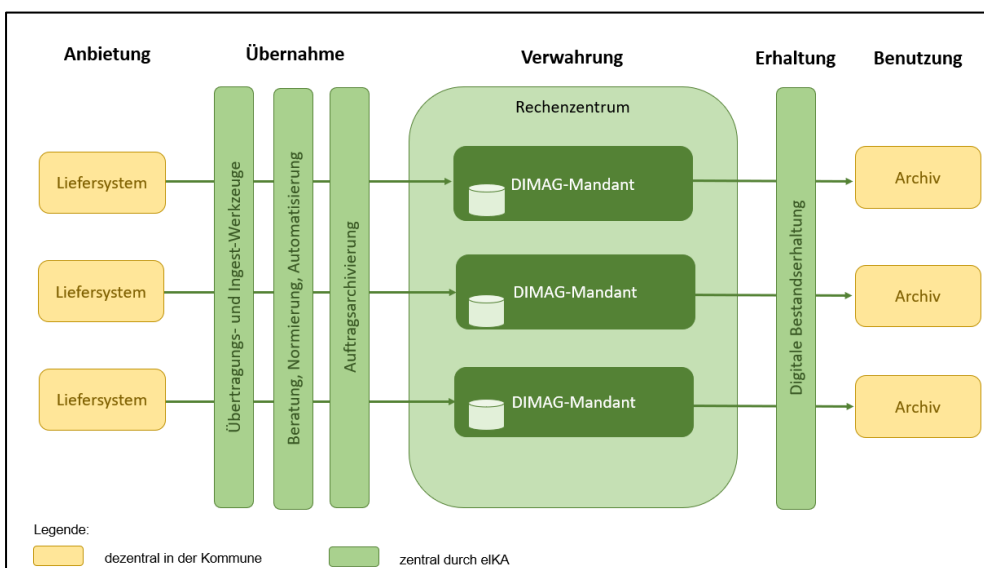 Anbietung
Übernahme
Verwahrung
Erhaltung
Benutzung
Rechenzentrum
Übertragungs- und Ingest-Werkzeuge
Beratung, Normierung, Automatisierung
Auftragsarchivierung
Digitale Bestandserhaltung
Liefersystem
DIMAG-Mandant
Archiv
Liefersystem
DIMAG-Mandant
Archiv
Liefersystem
DIMAG-Mandant
Archiv
Legende:
dezentral in der Kommune
zentral durch elKA